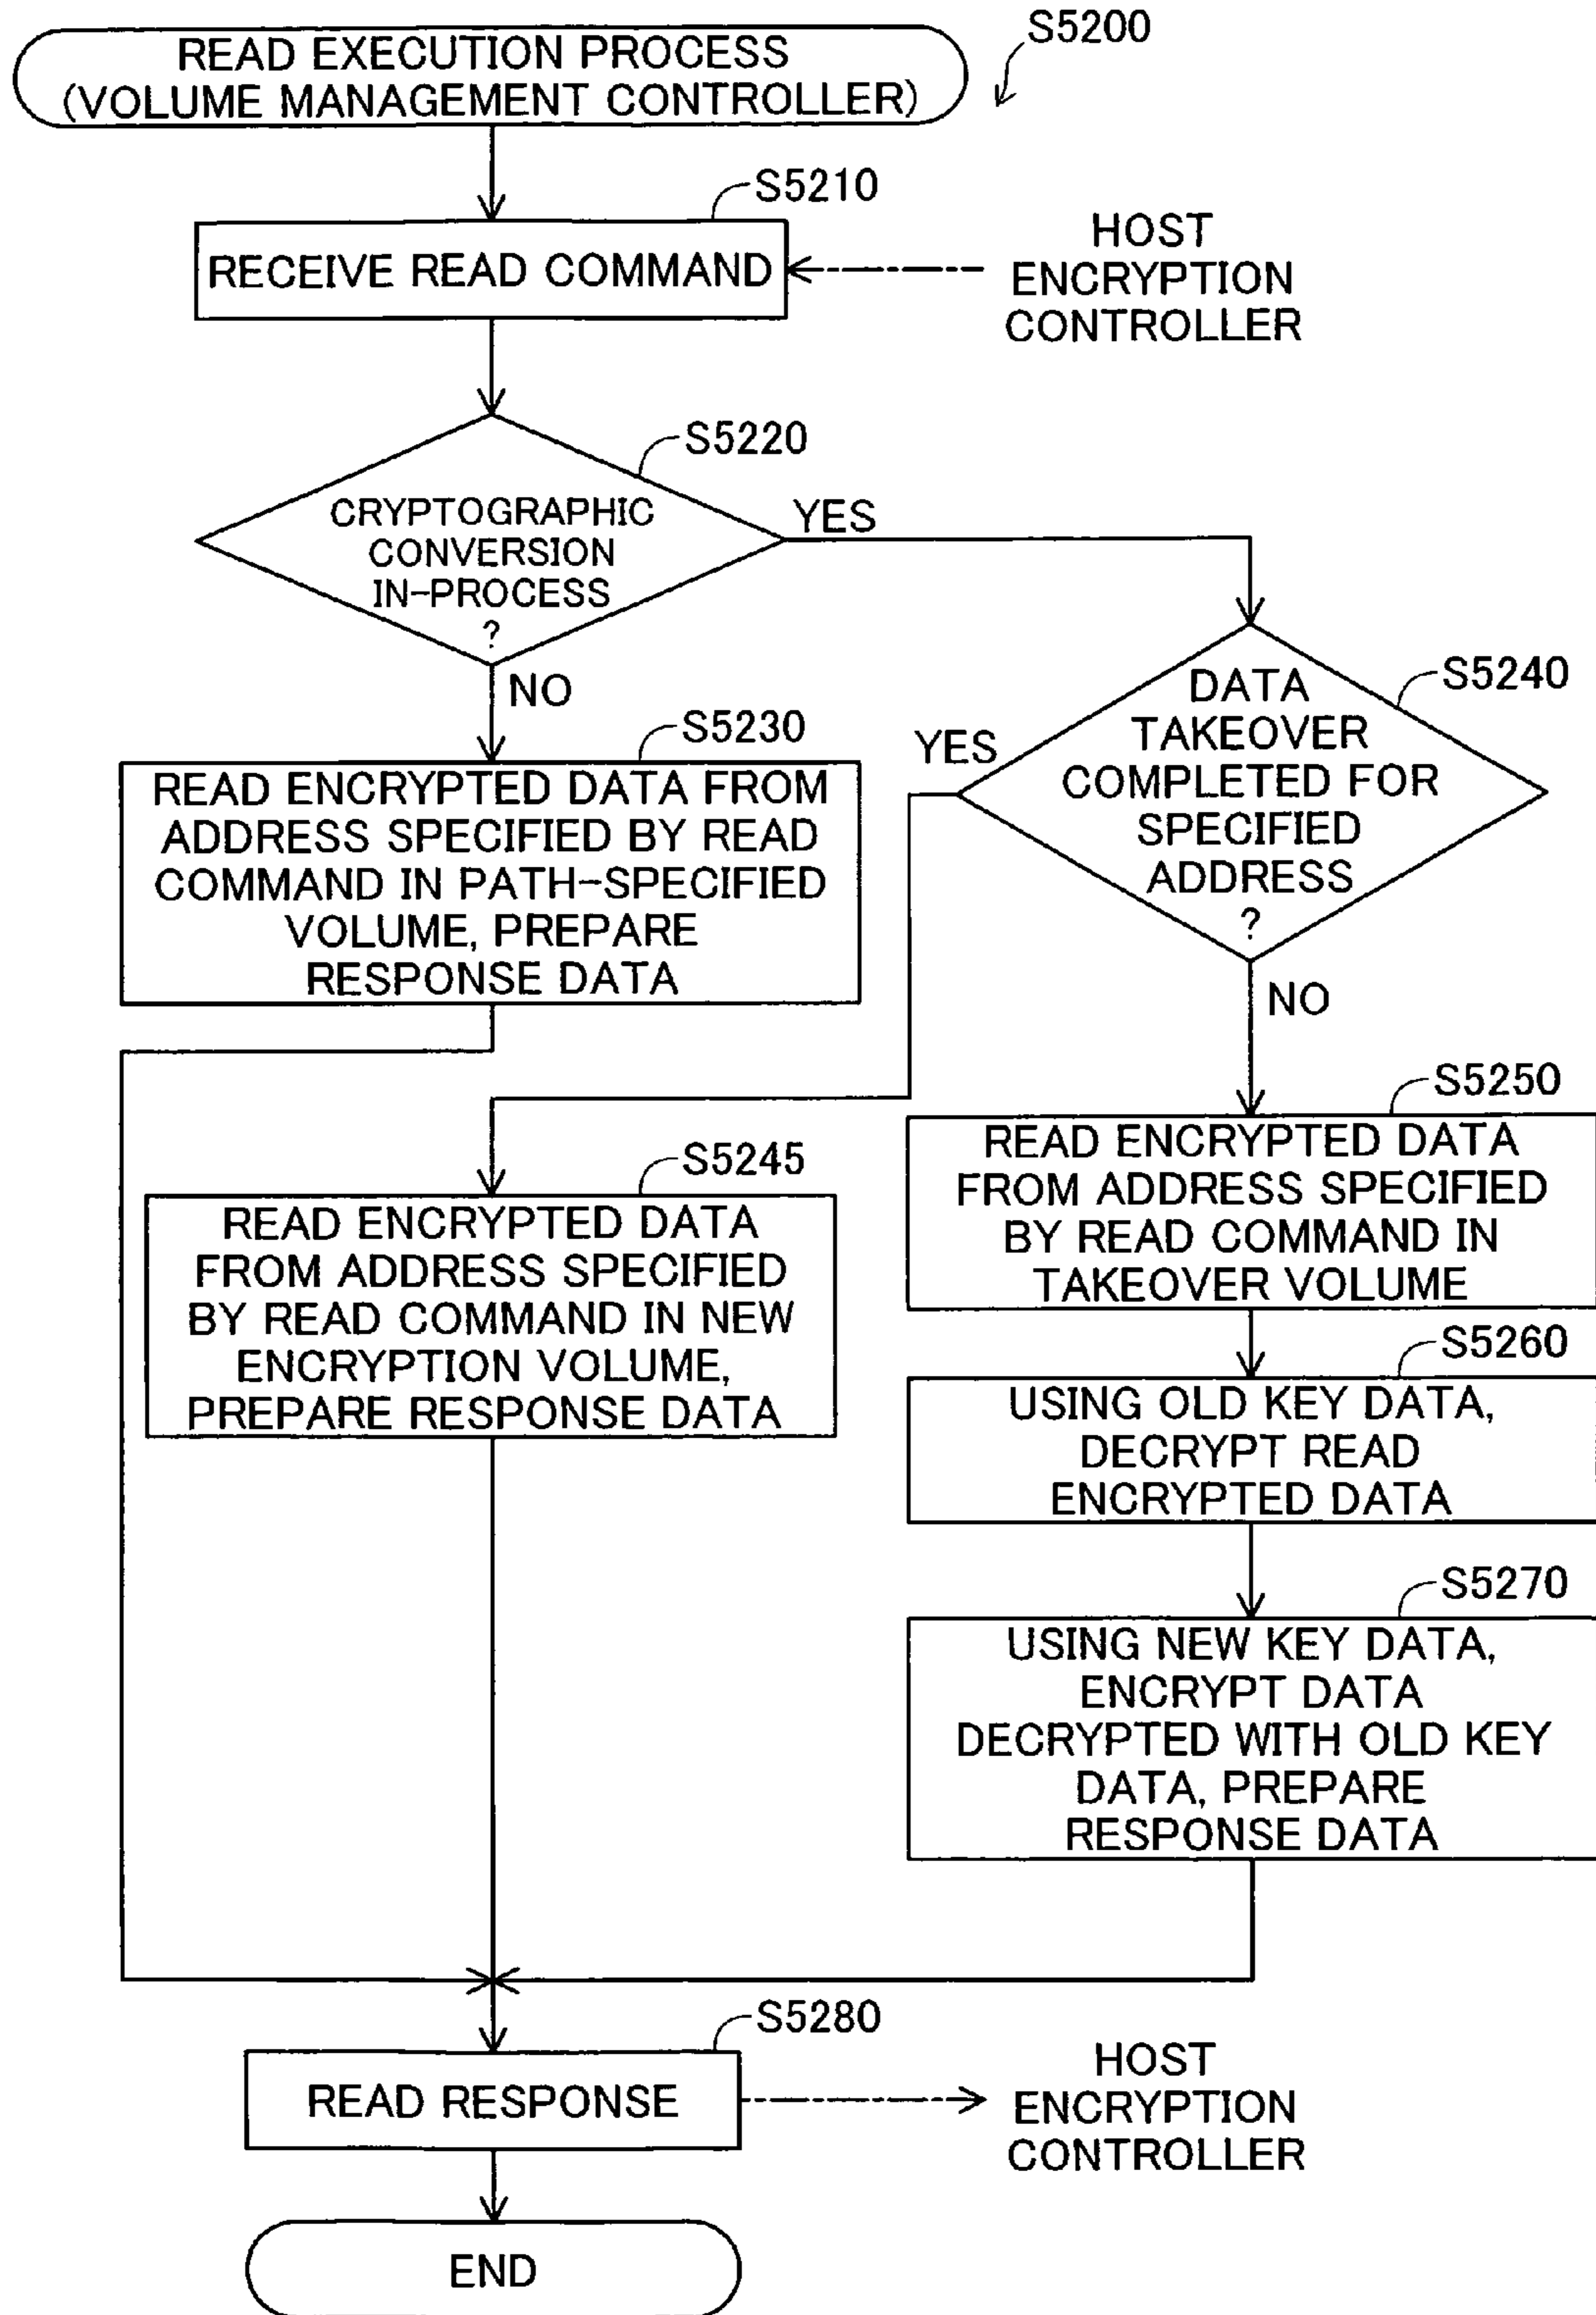 READ EXECUTION PROCESS
(VOLUME MANAGEMENT CONTROLLER)
S5200
S5210
RECEIVE READ COMMAND
HOST
ENCRYPTION
CONTROLLER
S5220
CRYPTOGRAPHIC
CONVERSION
IN-PROCESS
?
YES
NO
S5230
READ ENCRYPTED DATA FROM
ADDRESS SPECIFIED BY READ
COMMAND IN PATH-SPECIFIED
VOLUME, PREPARE
RESPONSE DATA
S5240
DATA
TAKEOVER
COMPLETED FOR
SPECIFIED
ADDRESS
?
YES
NO
S5245
READ ENCRYPTED DATA
FROM ADDRESS SPECIFIED
BY READ COMMAND IN NEW
ENCRYPTION VOLUME,
PREPARE RESPONSE DATA
S5250
READ ENCRYPTED DATA
FROM ADDRESS SPECIFIED
BY READ COMMAND IN
TAKEOVER VOLUME
S5260
USING OLD KEY DATA,
DECRYPT READ
ENCRYPTED DATA
S5270
USING NEW KEY DATA,
ENCRYPT DATA
DECRYPTED WITH OLD KEY
DATA, PREPARE
RESPONSE DATA
S5280
READ RESPONSE
HOST
ENCRYPTION
CONTROLLER
END